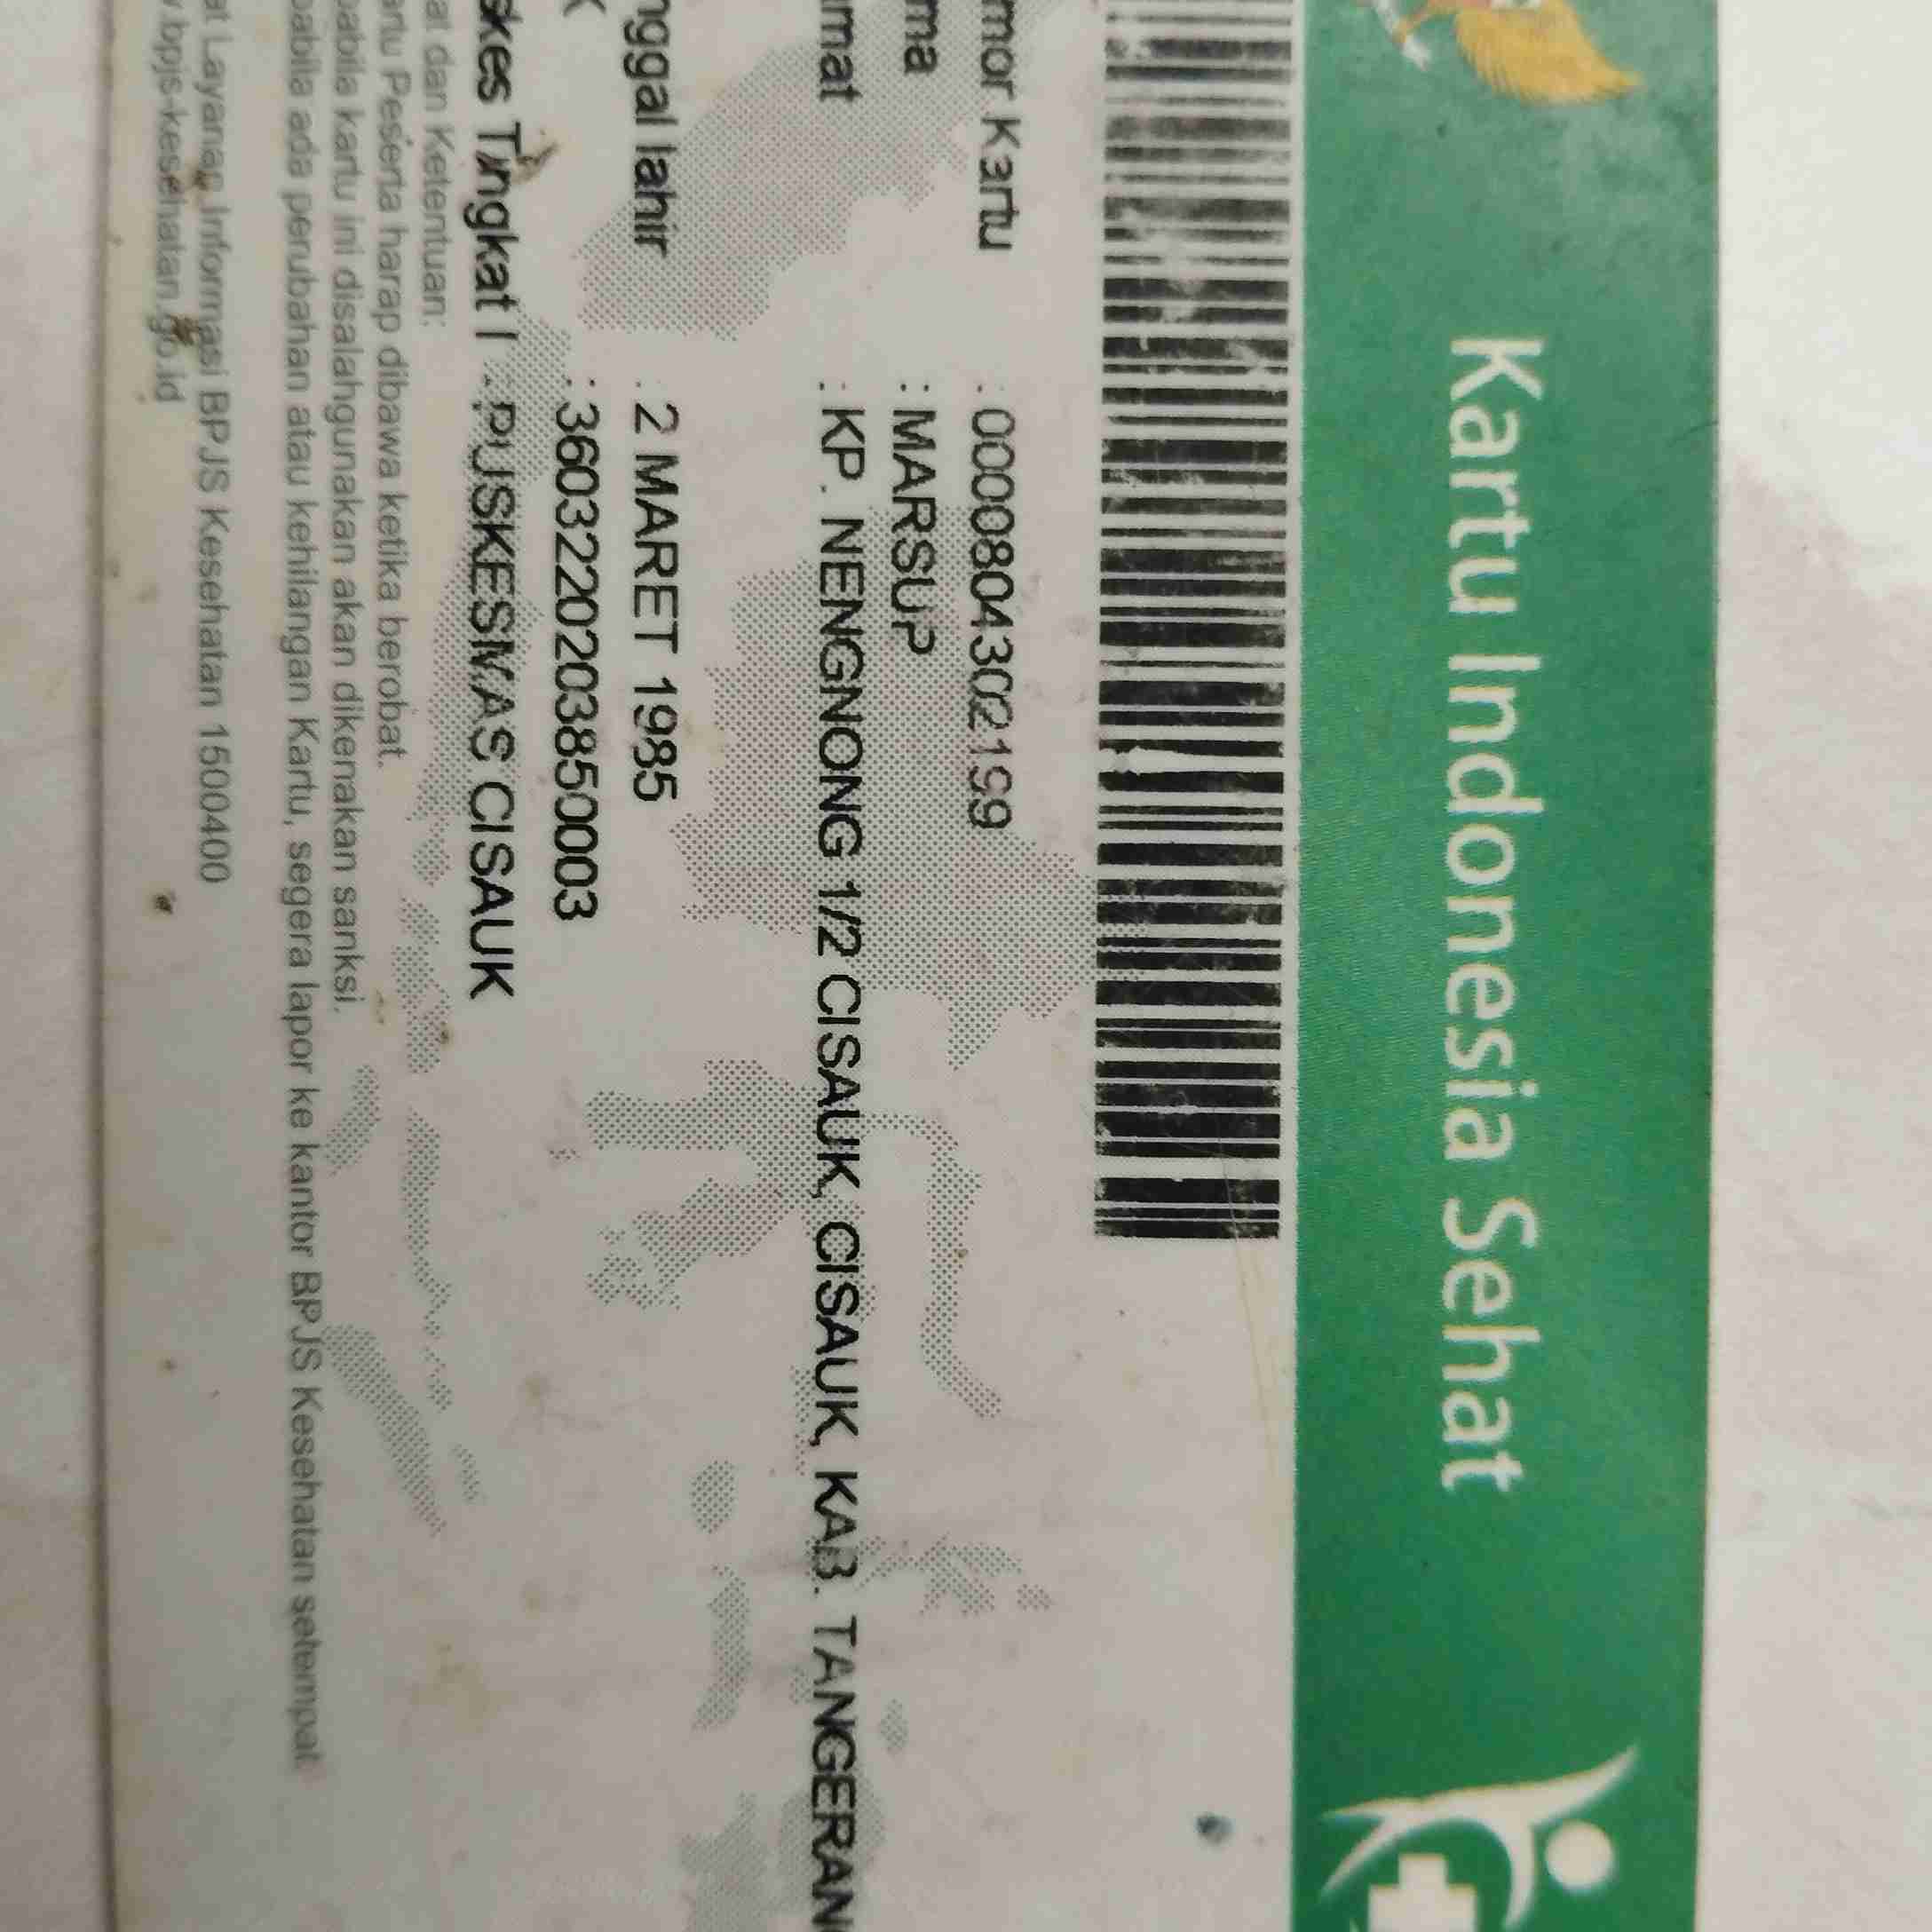 Kartu Indonesia Sehat
mor Kartu : 0000804302199
ma : MARSUP
mat : KP. NENGNONG 1/2 CISAUK, CISAUK, KAB. TANGERAN
nggal lahir : 2 MARET 1985
K : 3603220203850003
skes Tingkat I : PUSKESMAS CISAUK
at dan Ketentuan:
artu Peserta harap dibawa ketika berobat.
pabila kartu ini disalahgunakan akan dikenakan sanksi.
pabila ada perubahan atau kehilangan Kartu, segera lapor ke kantor BPJS Kesehatan setempat
at Layanan Informasi BPJS Kesehatan 1500400
.bpjs-kesehatan.go.id